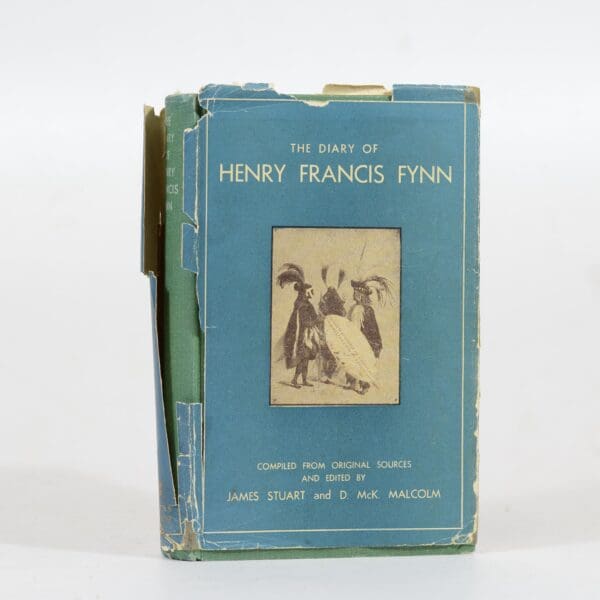 THE DIARY OF
HENRY FRANCIS FYNN
COMPILED FROM ORIGINAL SOURCES
AND EDITED BY
JAMES STUART and D. McK. MALCOLM